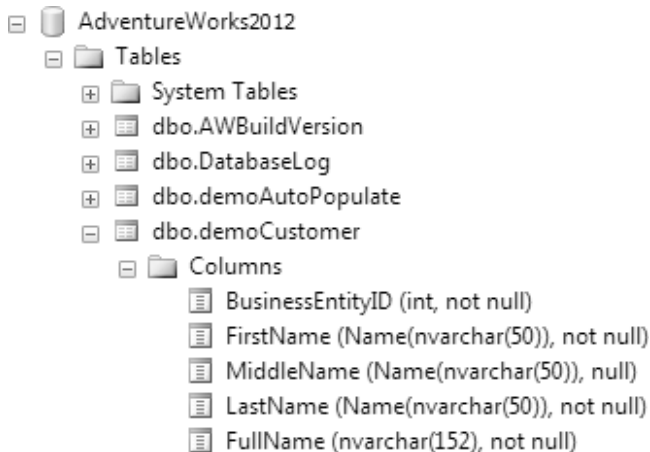 AdventureWorks2012
Tables
System Tables
dbo.AWBuildVersion
dbo.DatabaseLog
dbo.demoAutoPopulate
dbo.demoCustomer
Columns
BusinessEntityID (int, not null)
FirstName (Name(nvarchar(50)), not null)
MiddleName (Name(nvarchar(50)), null)
LastName (Name(nvarchar(50)), not null)
FullName (nvarchar(152), not null)